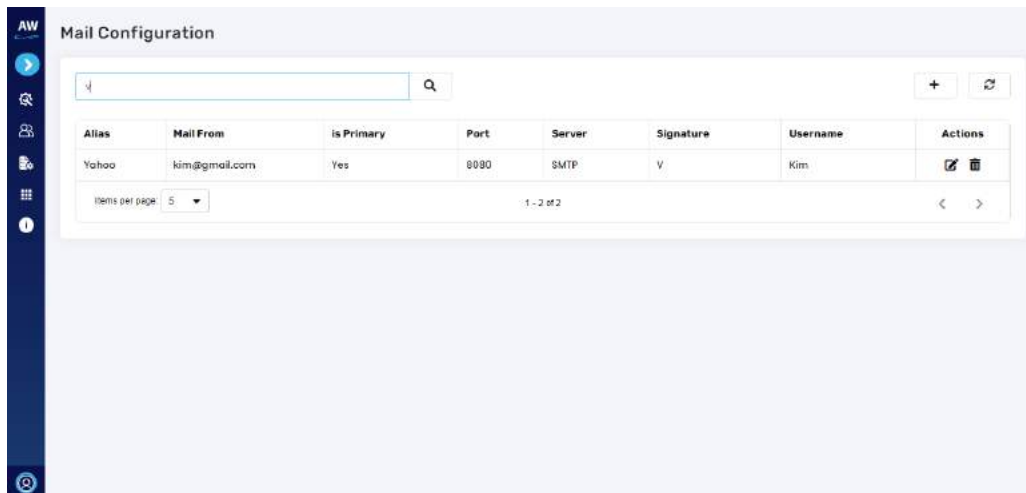 AW
Mail Configuration
v
Alias Mail From is Primary Port Server Signature Username Actions
Yahoo kim@gmail.com Yes 8080 SMTP V Kim
Items per page: 5
1 - 2 of 2